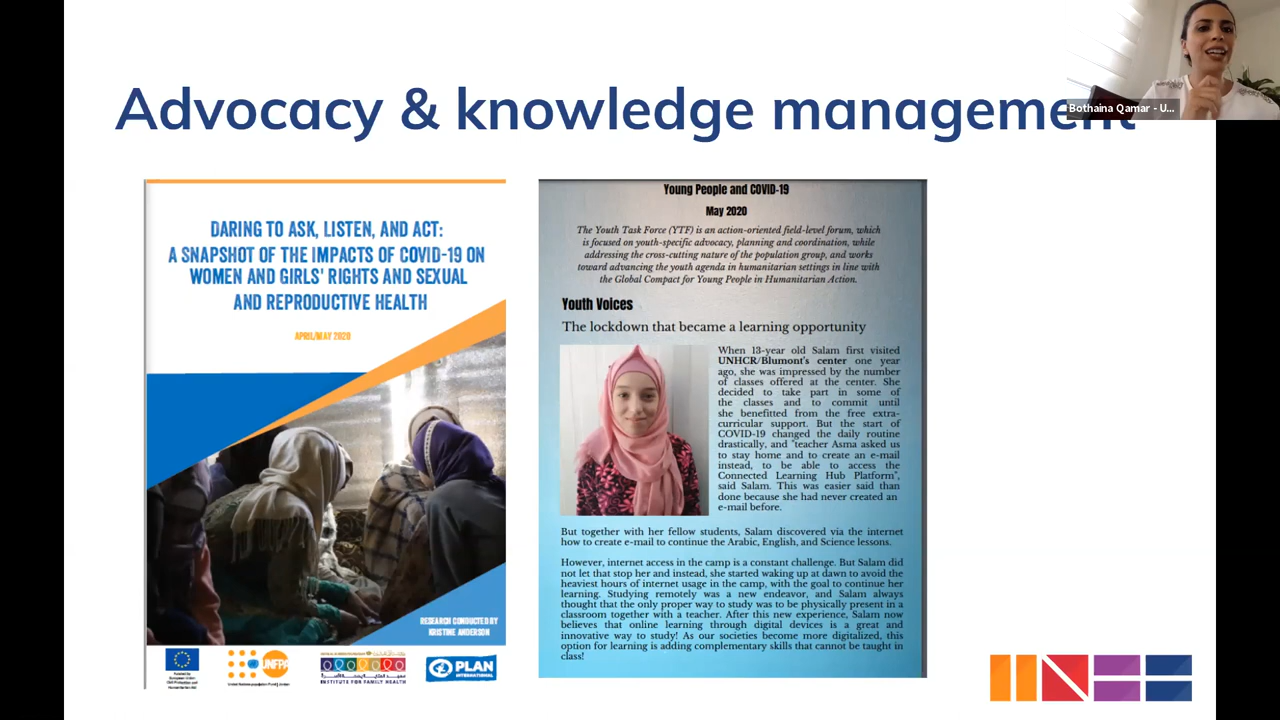 Advocacy & knowledge management
Bothaina Qamar - U...
DARING TO ASK, LISTEN, AND ACT:
A SNAPSHOT OF THE IMPACTS OF COVID-19 ON
WOMEN AND GIRLS' RIGHTS AND SEXUAL
AND REPRODUCTIVE HEALTH
APRIL/MAY 2020
RESEARCH CONDUCTED BY
KRISTINE ANDERSON
Funded by
European Union
Civil Protection and
Humanitarian Aid
UNFPA
INSTITUTE FOR FAMILY HEALTH
PLAN
INTERNATIONAL
Young People and COVID-19
May 2020
The Youth Task Force (YTF) is an action-oriented field-level forum, which
is focused on youth-specific advocacy, planning and coordination, while
addressing the cross-cutting nature of the population group, and works
toward advancing the youth agenda in humanitarian settings in line with
the Global Compact for Young People in Humanitarian Action.
Youth Voices
The lockdown that became a learning opportunity
When 13-year old Salam first visited
UNHCR/Blumont's center one year
ago, she was impressed by the number
of classes offered at the center. She
decided to take part in some of
the classes and to commit until
she benefitted from the free extra-
curricular support. But the start of
COVID-19 changed the daily routine
drastically, and "teacher Asma asked us
to stay home and to create an e-mail
instead, to be able to access the
Connected Learning Hub Platform",
said Salam. This was easier said than
done because she had never created an
e-mail before.
But together with her fellow students, Salam discovered via the internet
how to create e-mail to continue the Arabic, English, and Science lessons.
However, internet access in the camp is a constant challenge. But Salam did
not let that stop her and instead, she started waking up at dawn to avoid the
heaviest hours of internet usage in the camp, with the goal to continue her
learning. Studying remotely was a new endeavor, and Salam always
thought that the only proper way to study was to be physically present in a
classroom together with a teacher. After this new experience, Salam now
believes that online learning through digital devices is a great and
innovative way to study! As our societies become more digitalized, this
option for learning is adding complementary skills that cannot be taught in
class!
INEE